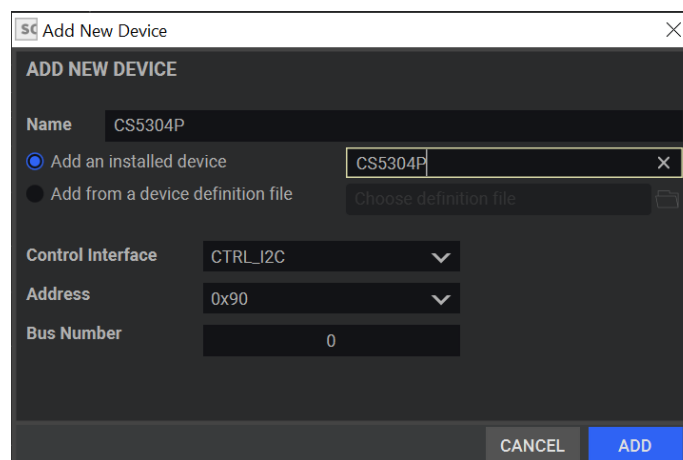 SC Add New Device
ADD NEW DEVICE
Name CS5304P
Add an installed device CS5304P
Add from a device definition file Choose definition file
Control Interface CTRL_I2C
Address 0x90
Bus Number 0
CANCEL ADD